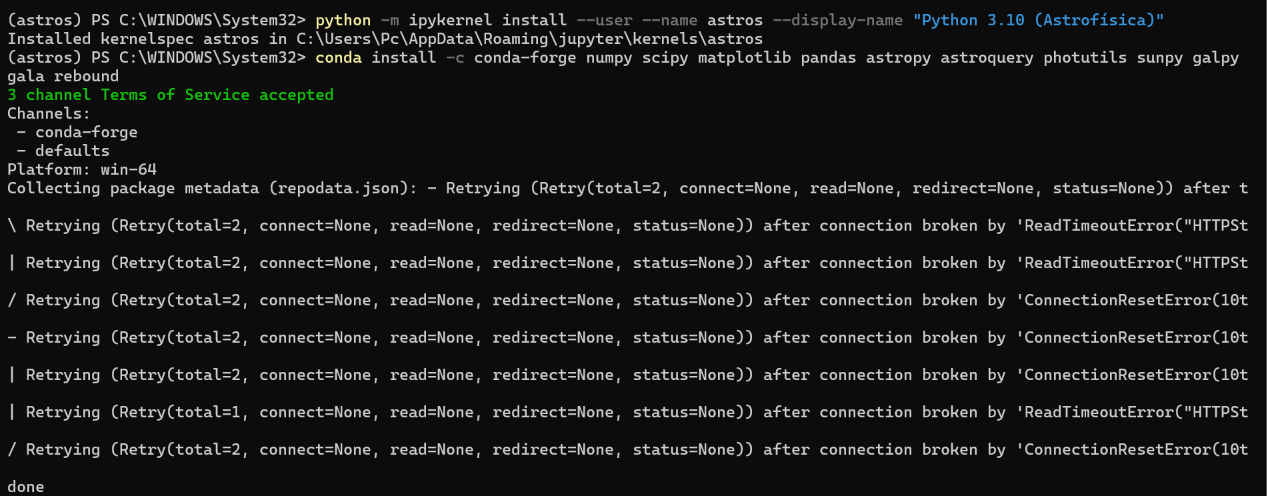 (astros) PS C:\WINDOWS\System32> python -m ipykernel install --user --name astros --display-name "Python 3.10 (Astrofísica)"
Installed kernelspec astros in C:\Users\Pc\AppData\Roaming\jupyter\kernels\astros
(astros) PS C:\WINDOWS\System32> conda install -c conda-forge numpy scipy matplotlib pandas astropy astroquery photutils sunpy galpy
gala rebound
3 channel Terms of Service accepted
Channels:
 - conda-forge
 - defaults
Platform: win-64
Collecting package metadata (repodata.json): - Retrying (Retry(total=2, connect=None, read=None, redirect=None, status=None)) after t
\ Retrying (Retry(total=2, connect=None, read=None, redirect=None, status=None)) after connection broken by 'ReadTimeoutError("HTTPSt
| Retrying (Retry(total=2, connect=None, read=None, redirect=None, status=None)) after connection broken by 'ReadTimeoutError("HTTPSt
/ Retrying (Retry(total=2, connect=None, read=None, redirect=None, status=None)) after connection broken by 'ConnectionResetError(10t
- Retrying (Retry(total=2, connect=None, read=None, redirect=None, status=None)) after connection broken by 'ConnectionResetError(10t
| Retrying (Retry(total=2, connect=None, read=None, redirect=None, status=None)) after connection broken by 'ConnectionResetError(10t
| Retrying (Retry(total=1, connect=None, read=None, redirect=None, status=None)) after connection broken by 'ReadTimeoutError("HTTPSt
/ Retrying (Retry(total=2, connect=None, read=None, redirect=None, status=None)) after connection broken by 'ConnectionResetError(10t
done